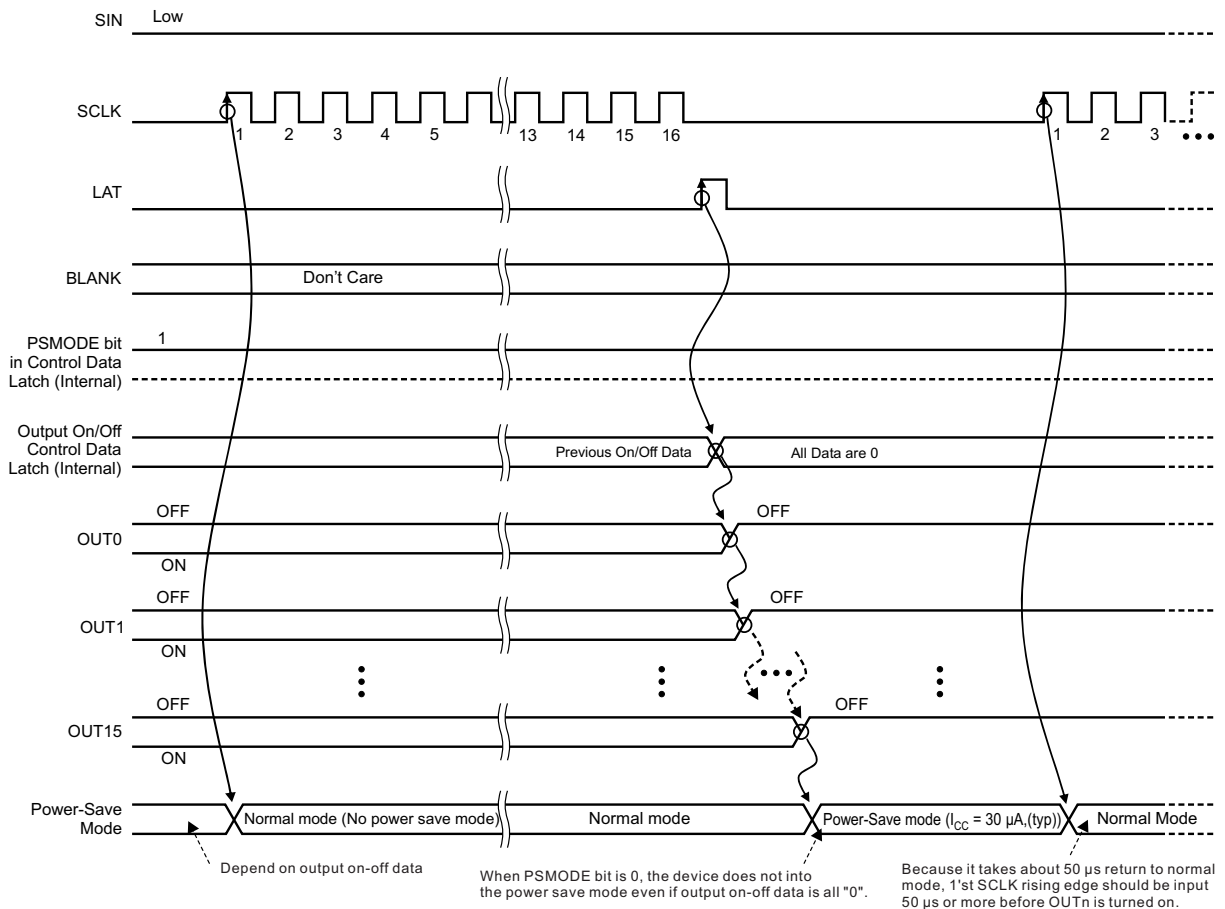 SIN
Low
SCLK
1 2 3 4 5 13 14 15 16 1 2 3
LAT
BLANK
Don't Care
PSMODE bit
in Control Data
Latch (Internal)
1
Output On/Off
Control Data
Latch (Internal)
Previous On/Off Data
All Data are 0
OFF
OUT0
ON
OFF
OFF
OUT1
ON
OFF
OFF
OUT15
ON
OFF
Power-Save
Mode
Normal mode (No power save mode)
Normal mode
Power-Save mode (ICC = 30 µA,(typ))
Normal Mode
Depend on output on-off data
When PSMODE bit is 0, the device does not into
the power save mode even if output on-off data is all "0".
Because it takes about 50 µs return to normal
mode, 1'st SCLK rising edge should be input
50 µs or more before OUTn is turned on.